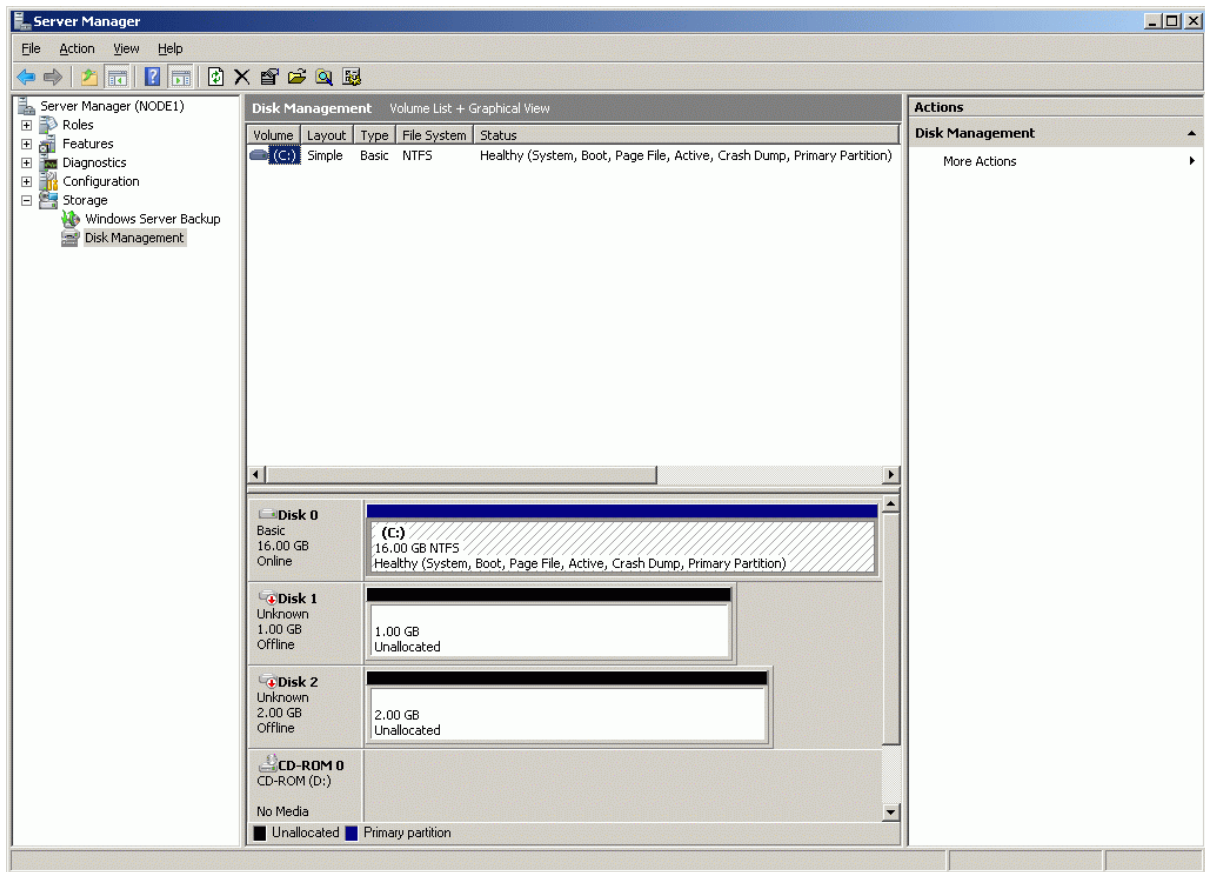 Server Manager
File Action View Help
Server Manager (NODE1)
Roles
Features
Diagnostics
Configuration
Storage
Windows Server Backup
Disk Management
Disk Management Volume List + Graphical View
Volume Layout Type File System Status
(C:) Simple Basic NTFS Healthy (System, Boot, Page File, Active, Crash Dump, Primary Partition)
Disk 0
Basic
16.00 GB
Online
(C:)
16.00 GB NTFS
Healthy (System, Boot, Page File, Active, Crash Dump, Primary Partition)
Disk 1
Unknown
1.00 GB
Offline
1.00 GB
Unallocated
Disk 2
Unknown
2.00 GB
Offline
2.00 GB
Unallocated
CD-ROM 0
CD-ROM (D:)
No Media
Unallocated Primary partition
Actions
Disk Management
More Actions